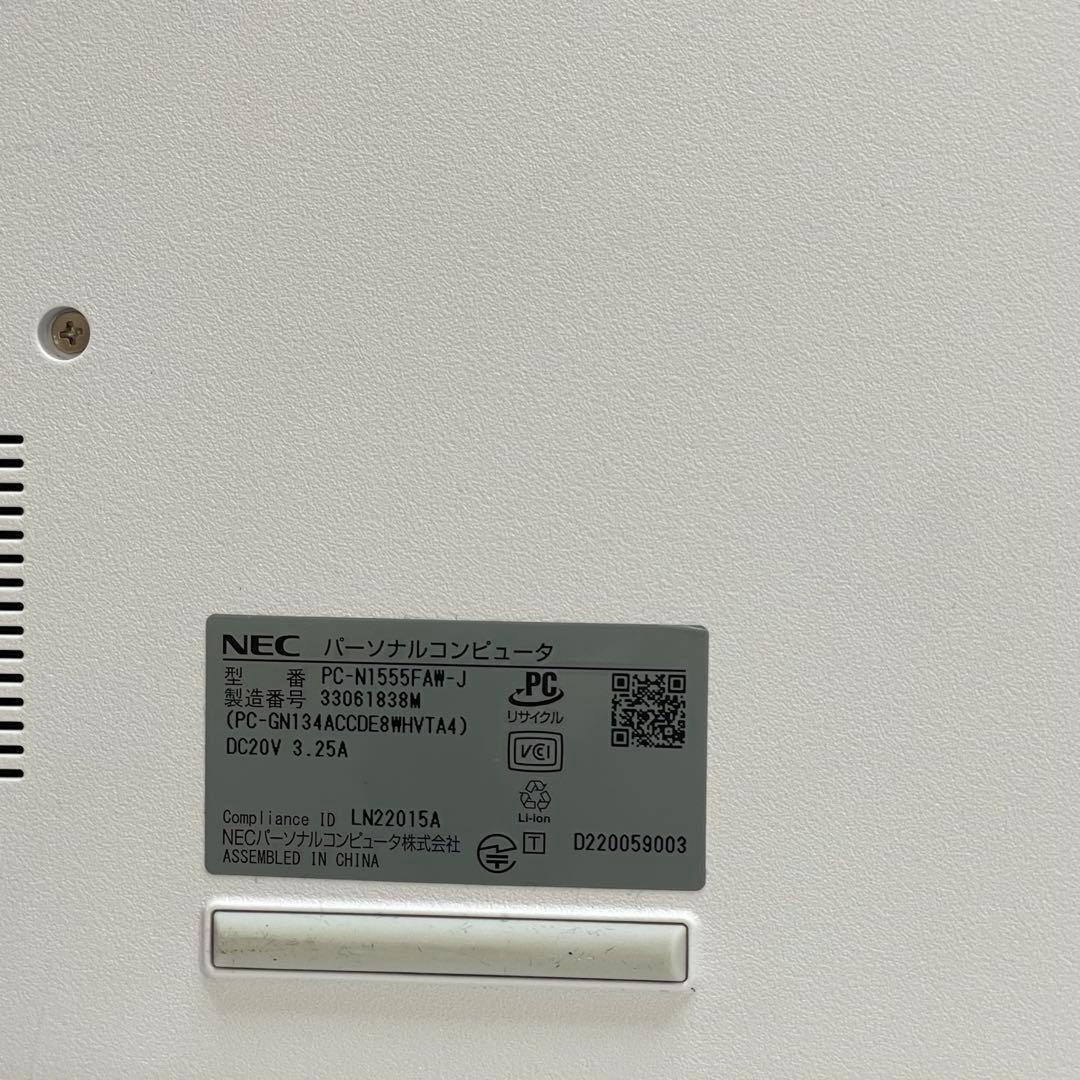 NEC パーソナルコンピュータ
型 番 PC-N1555FAW-J
製造番号 33061838M
(PC-GN134ACCDE8WHVTA4)
DC20V 3.25A
PC
リサイクル
VCI
Li-ion
Compliance ID LN22015A
NECパーソナルコンピュータ株式会社
ASSEMBLED IN CHINA
T
D220059003